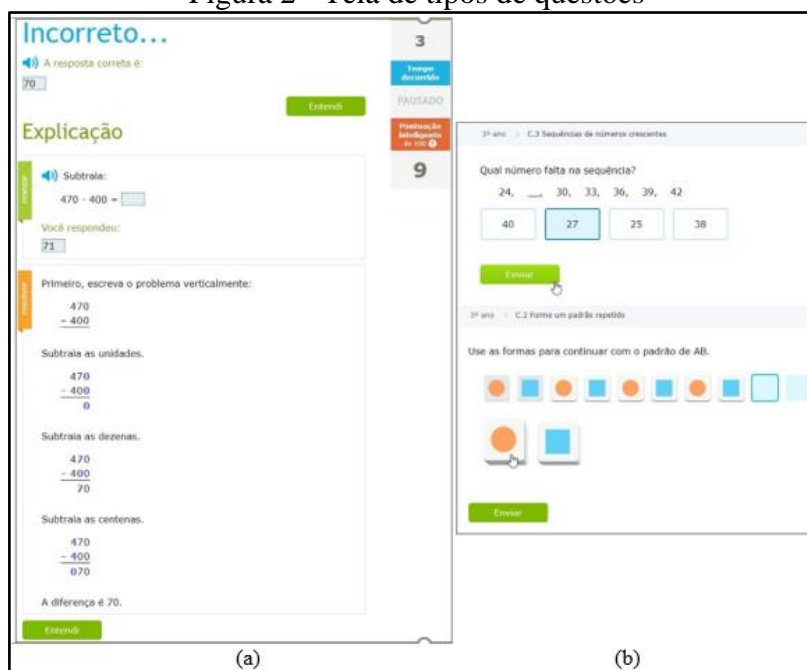 Figura 2 - Tela de tipos de questões
Incorreto...
A resposta correta é:
70
Entendi
Explicação
revisar
Subtraia:
470 - 400 =
Você respondeu:
71
resolver
Primeiro, escreva o problema verticalmente:
470
- 400
Subtraia as unidades.
470
- 400
0
Subtraia as dezenas.
470
- 400
70
Subtraia as centenas.
470
- 400
070
A diferença é 70.
Entendi
3
Tempo
decorrido
PAUSADO
Pontuação
inteligente
de 100 ?
9
(a)
3º ano > C.3 Sequências de números crescentes
Qual número falta na sequência?
24, __, 30, 33, 36, 39, 42
40 27 25 38
Enviar
3º ano > C.2 Forme um padrão repetido
Use as formas para continuar com o padrão de AB.
Enviar
(b)